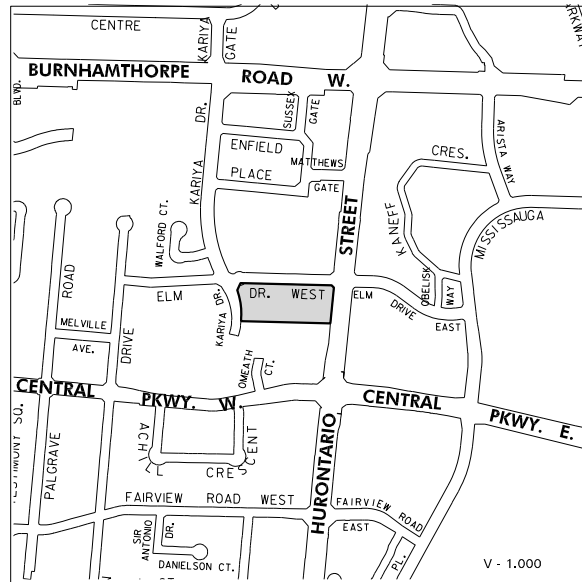 CENTRE
KARIYA
GATE
BURNHAMTHORPE ROAD W.
BLVD.
DR.
KARIYA
SUSSEX
GATE
ENFIELD
PLACE
MATTHEWS
GATE
CRES.
KANEFF
ARISTA WAY
MISSISSAUGA
STREET
WALFORD CT.
ROAD
ELM
DR. WEST
ELM
DRIVE
EAST
OBELISK
WAY
KARIYA DR.
MELVILLE
AVE.
DRIVE
OMEATH
CT.
CENTRAL PKWY. W.
CENTRAL
PKWY. E.
CRESCENT
PALGRAVE
HURONTARIO
FAIRVIEW ROAD WEST
FAIRVIEW ROAD
EAST
SIR
ANTONIO
DR.
DANIELSON CT.
PL.
V - 1.000